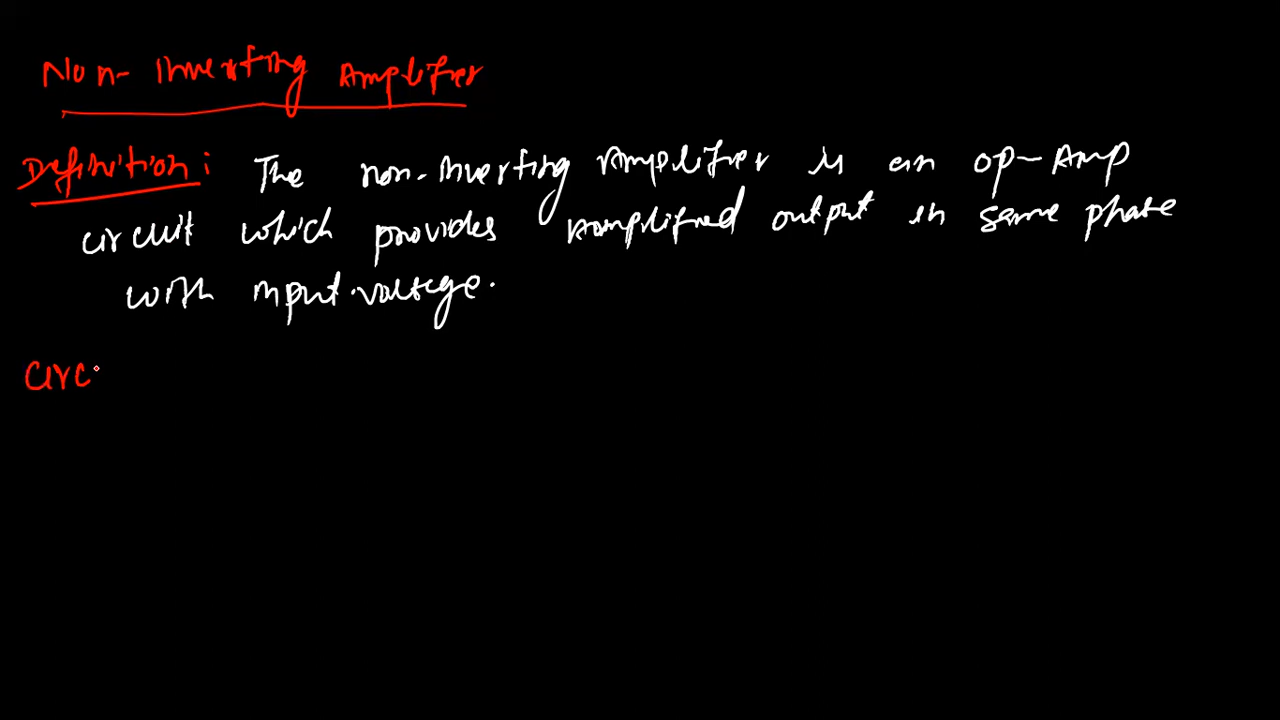 Non-Inverting Amplifier
Definition: The non-Inverting Amplifier is an op-Amp
circuit which provides Amplified output in same phase
with input voltage.
Circ